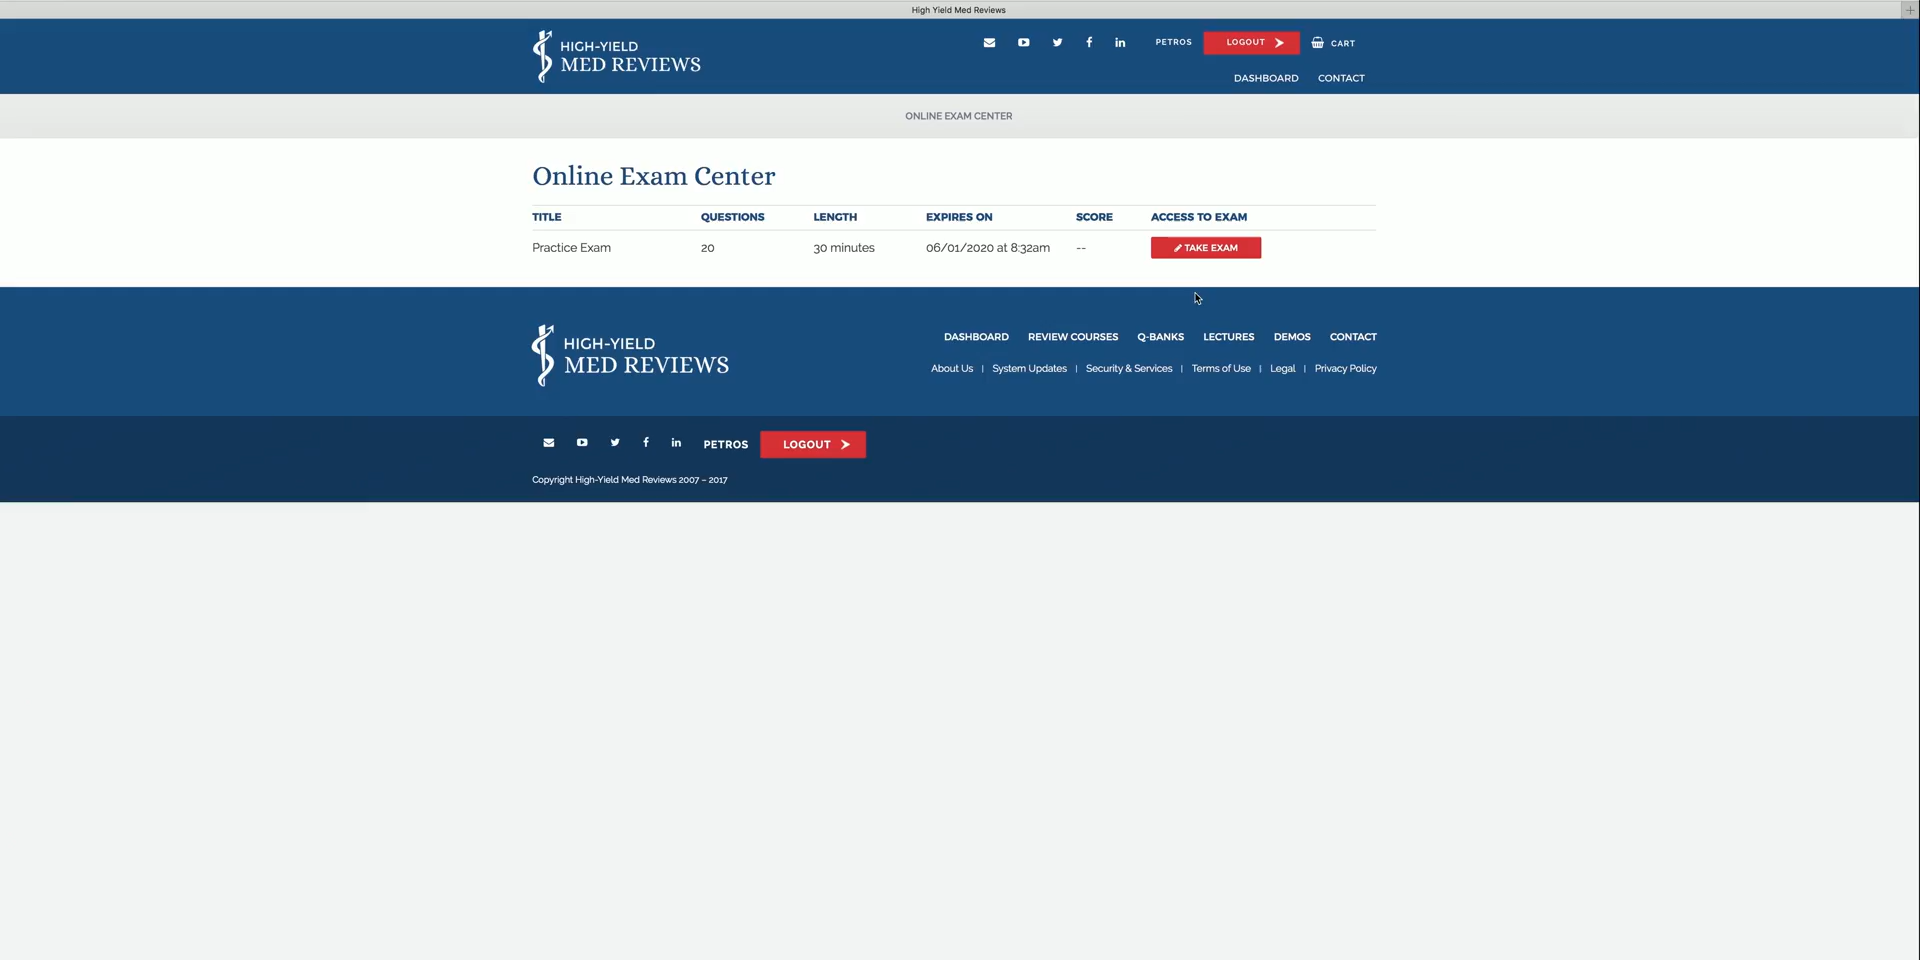 High Yield Med Reviews
HIGH-YIELD
MED REVIEWS
PETROS LOGOUT CART
DASHBOARD CONTACT
ONLINE EXAM CENTER
Online Exam Center
TITLE QUESTIONS LENGTH EXPIRES ON SCORE ACCESS TO EXAM
Practice Exam 20 30 minutes 06/01/2020 at 8:32am -- TAKE EXAM
HIGH-YIELD
MED REVIEWS
DASHBOARD REVIEW COURSES Q-BANKS LECTURES DEMOS CONTACT
About Us | System Updates | Security & Services | Terms of Use | Legal | Privacy Policy
PETROS LOGOUT
Copyright High-Yield Med Reviews 2007 – 2017